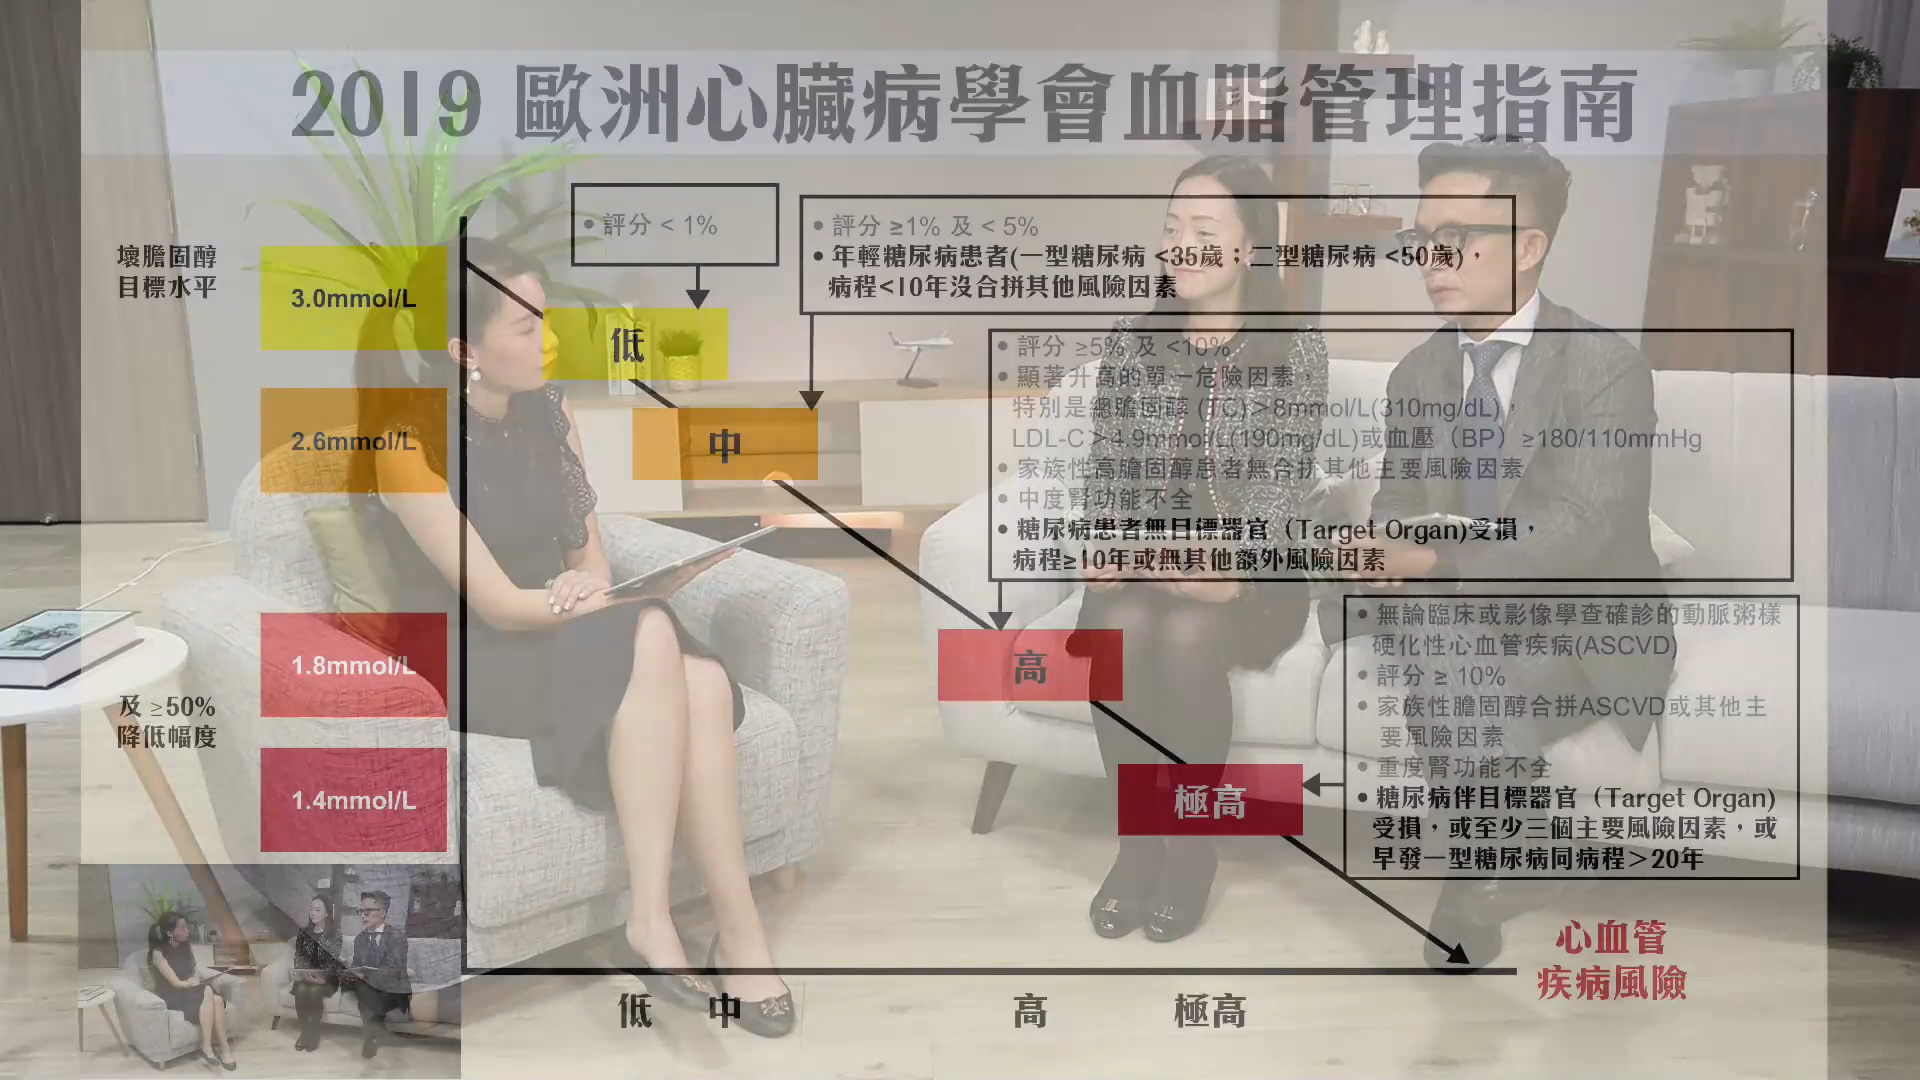 2019 歐洲心臟病學會血脂管理指南
壞膽固醇
目標水平
3.0mmol/L
2.6mmol/L
1.8mmol/L
及 ≥50%
降低幅度
1.4mmol/L
• 評分 < 1%
• 評分 ≥1% 及 < 5%
• 年輕糖尿病患者(一型糖尿病 <35歲；二型糖尿病 <50歲)，
病程<10年沒合拼其他風險因素
• 評分 ≥5% 及 <10%
• 顯著升高的單一危險因素，
特別是總膽固醇 (TC)＞8mmol/L(310mg/dL)，
LDL-C＞4.9mmol/L(190mg/dL)或血壓（BP）≥180/110mmHg
• 家族性高膽固醇患者無合拼其他主要風險因素
• 中度腎功能不全
• 糖尿病患者無目標器官（Target Organ)受損，
病程≥10年或無其他額外風險因素
• 無論臨床或影像學查確診的動脈粥樣
硬化性心血管疾病(ASCVD)
• 評分 ≥ 10%
• 家族性膽固醇合拼ASCVD或其他主
要風險因素
• 重度腎功能不全
• 糖尿病伴目標器官（Target Organ)
受損，或至少三個主要風險因素，或
早發一型糖尿病同病程＞20年
低
中
高
極高
心血管
疾病風險
低
中
高
極高